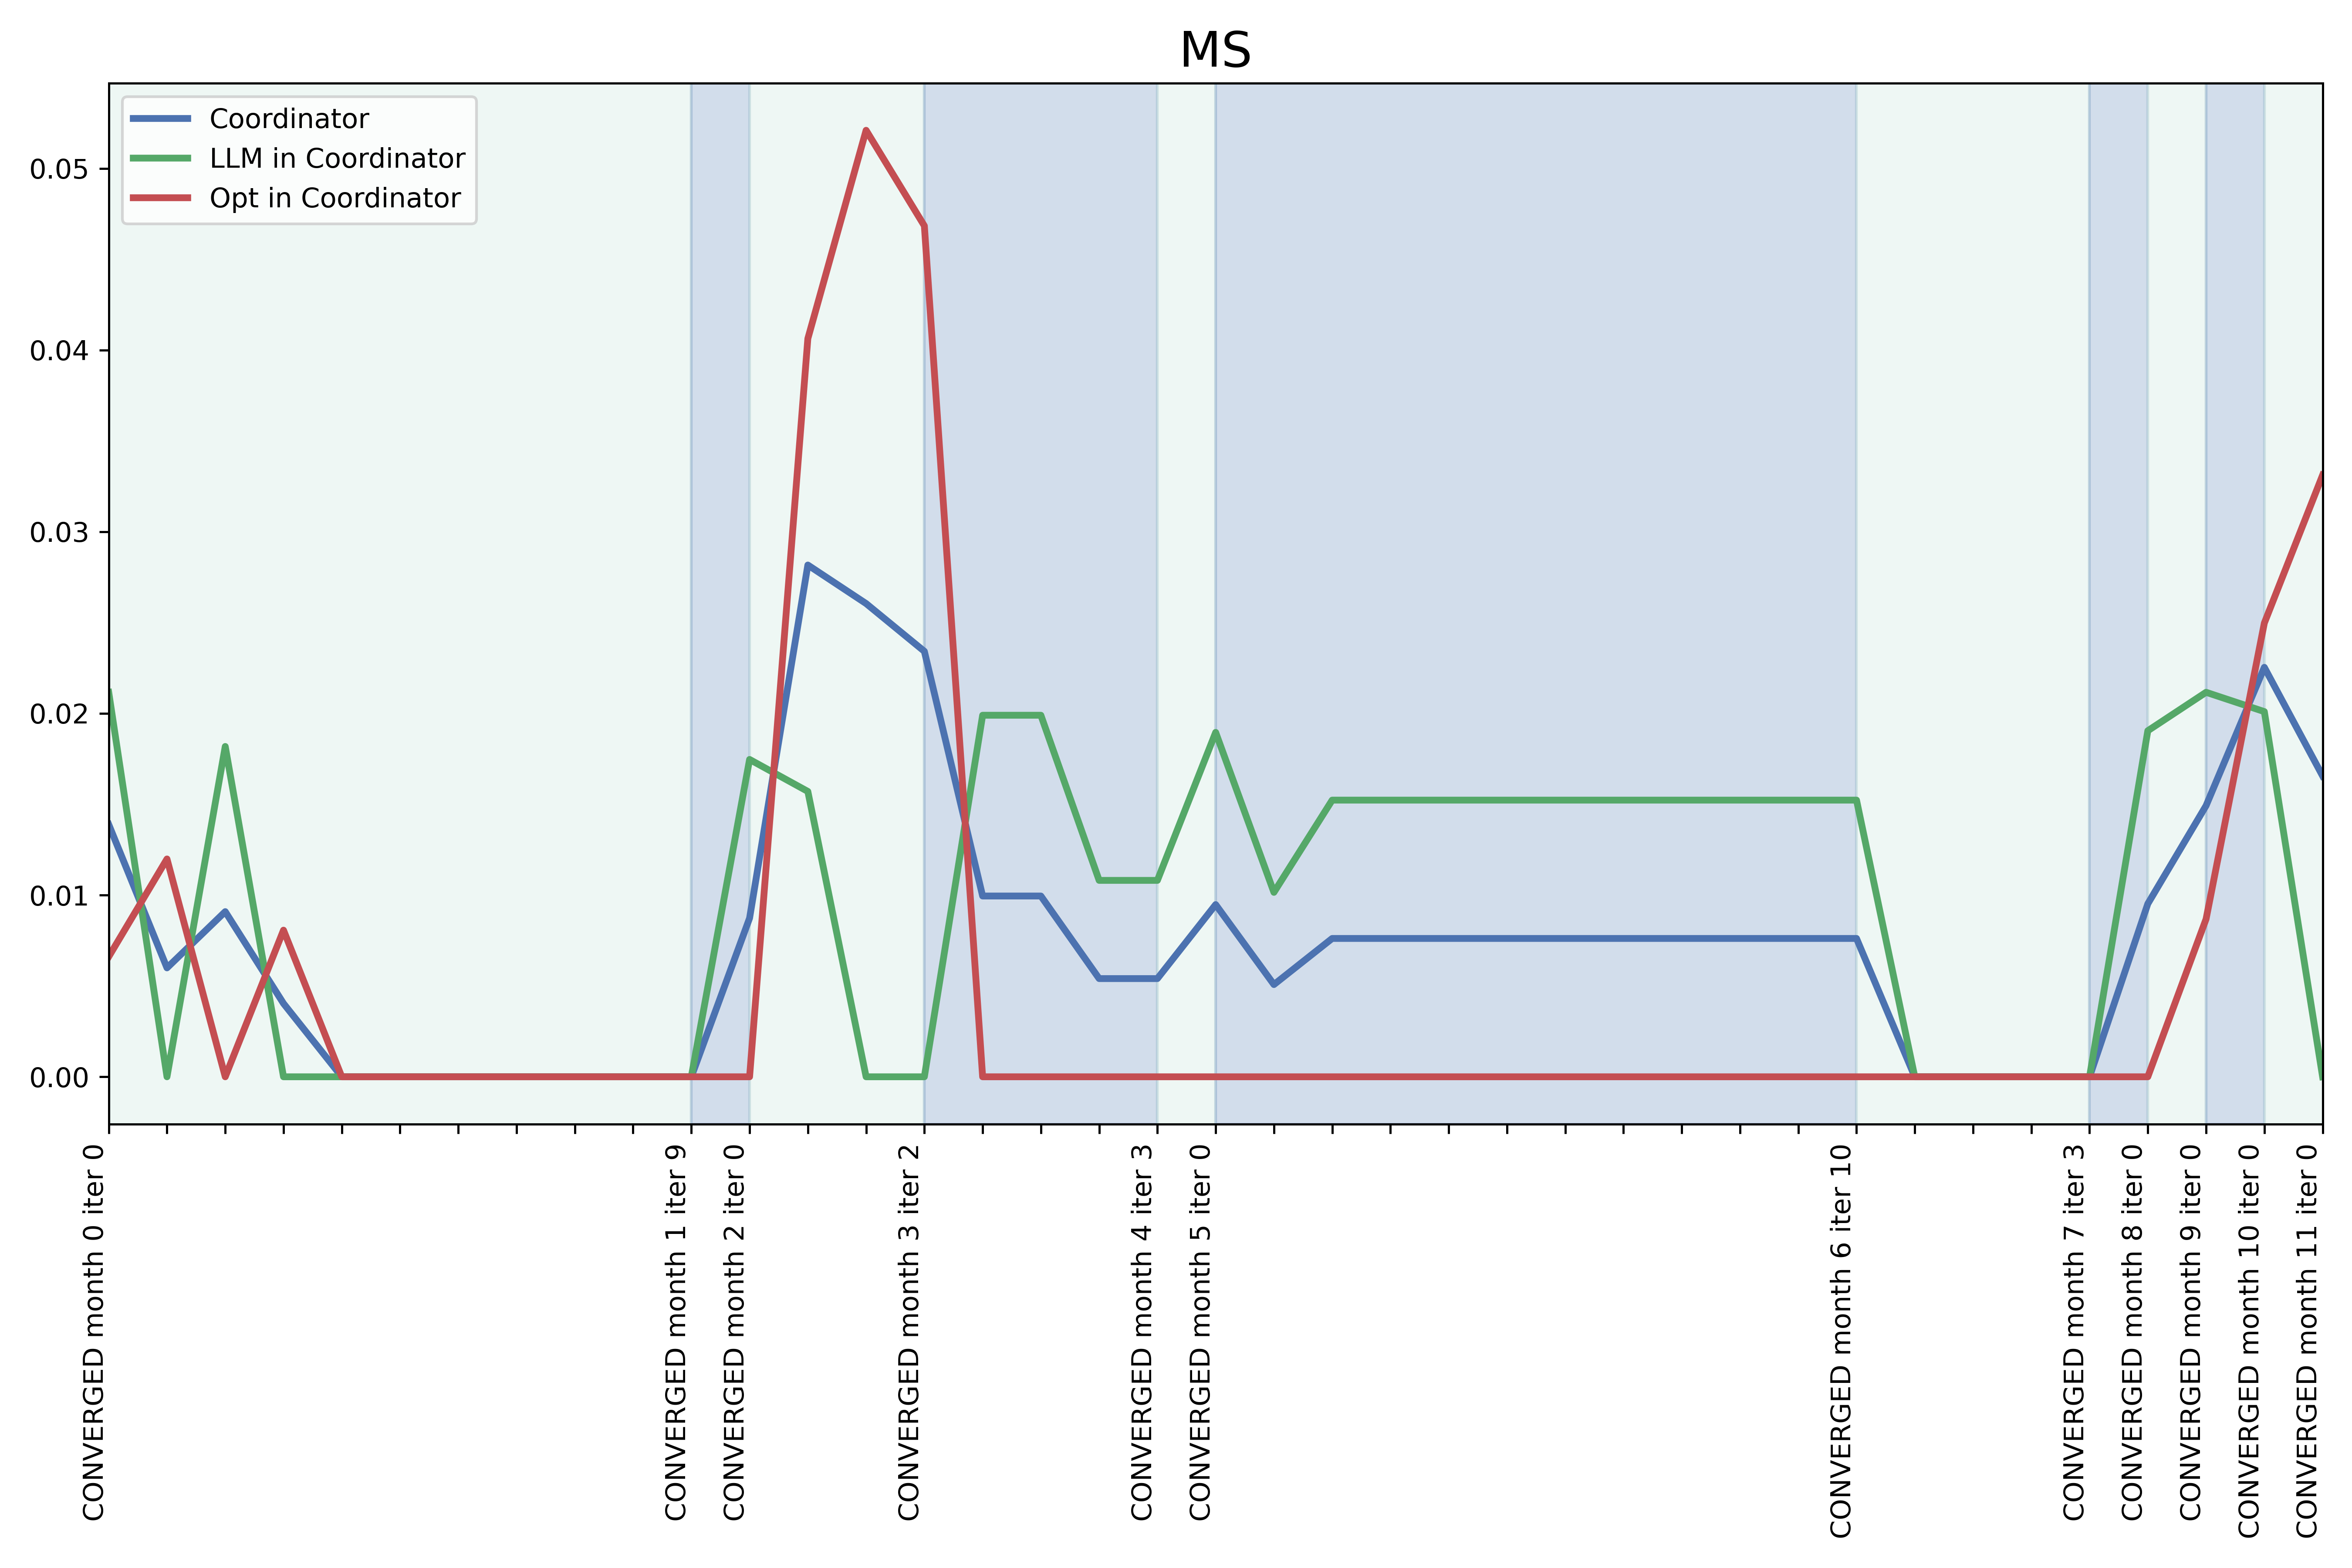 MS
Coordinator
LLM in Coordinator
Opt in Coordinator
0.05
0.04
0.03
0.02
0.01
0.00
CONVERGED month 0 iter 0
CONVERGED month 1 iter 9
CONVERGED month 2 iter 0
CONVERGED month 3 iter 2
CONVERGED month 4 iter 3
CONVERGED month 5 iter 0
CONVERGED month 6 iter 10
CONVERGED month 7 iter 3
CONVERGED month 8 iter 0
CONVERGED month 9 iter 0
CONVERGED month 10 iter 0
CONVERGED month 11 iter 0